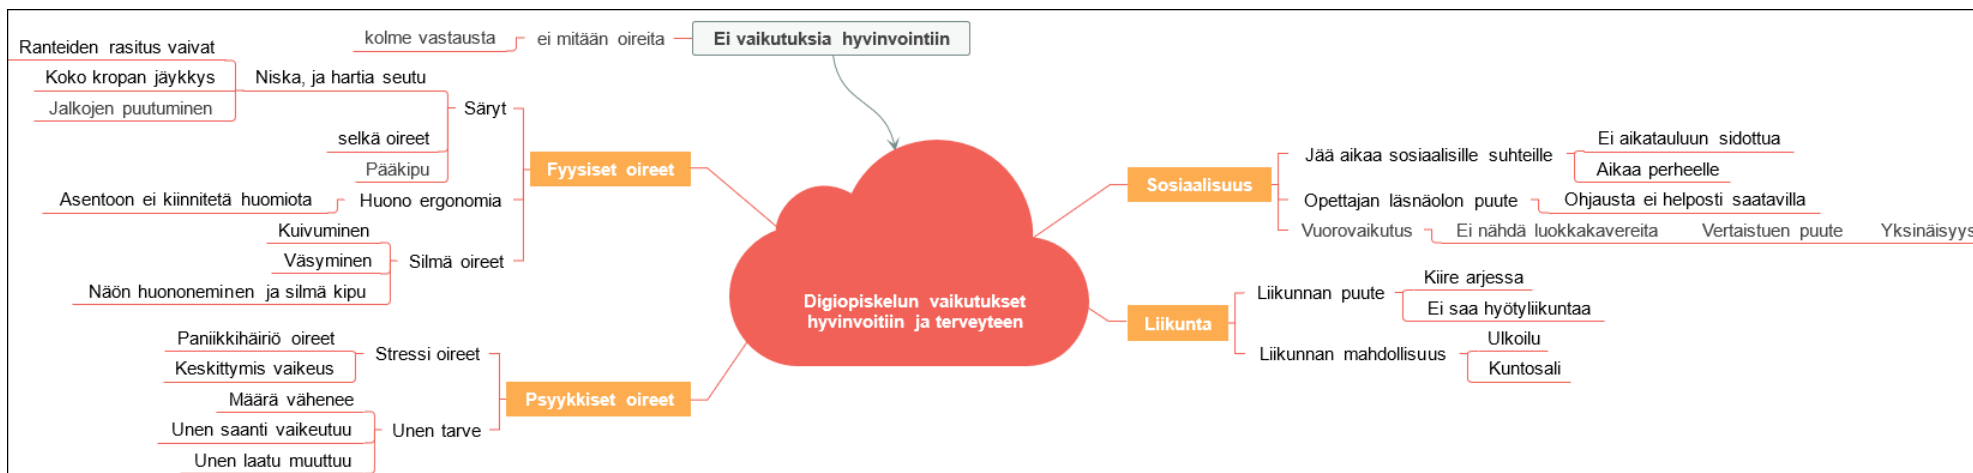 kolme vastausta
ei mitään oireita
Ei vaikutuksia hyvinvointiin
Ranteiden rasitus vaivat
Koko kropan jäykkys
Jalkojen puutuminen
Niska, ja hartia seutu
selkä oireet
Pääkipu
Säryt
Asentoon ei kiinnitetä huomiota
Huono ergonomia
Kuivuminen
Väsyminen
Näön huononeminen ja silmä kipu
Silmä oireet
Fyysiset oireet
Paniikkihäiriö oireet
Keskittymis vaikeus
Stressi oireet
Määrä vähenee
Unen saanti vaikeutuu
Unen laatu muuttuu
Unen tarve
Psyykkiset oireet
Digiopiskelun vaikutukset
hyvinvoitiin ja terveyteen
Sosiaalisuus
Jää aikaa sosiaalisille suhteille
Ei aikatauluun sidottua
Aikaa perheelle
Opettajan läsnäolon puute
Ohjausta ei helposti saatavilla
Vuorovaikutus
Ei nähdä luokkakavereita
Vertaistuen puute
Yksinäisyys
Liikunta
Liikunnan puute
Kiire arjessa
Ei saa hyötyliikuntaa
Liikunnan mahdollisuus
Ulkoilu
Kuntosali